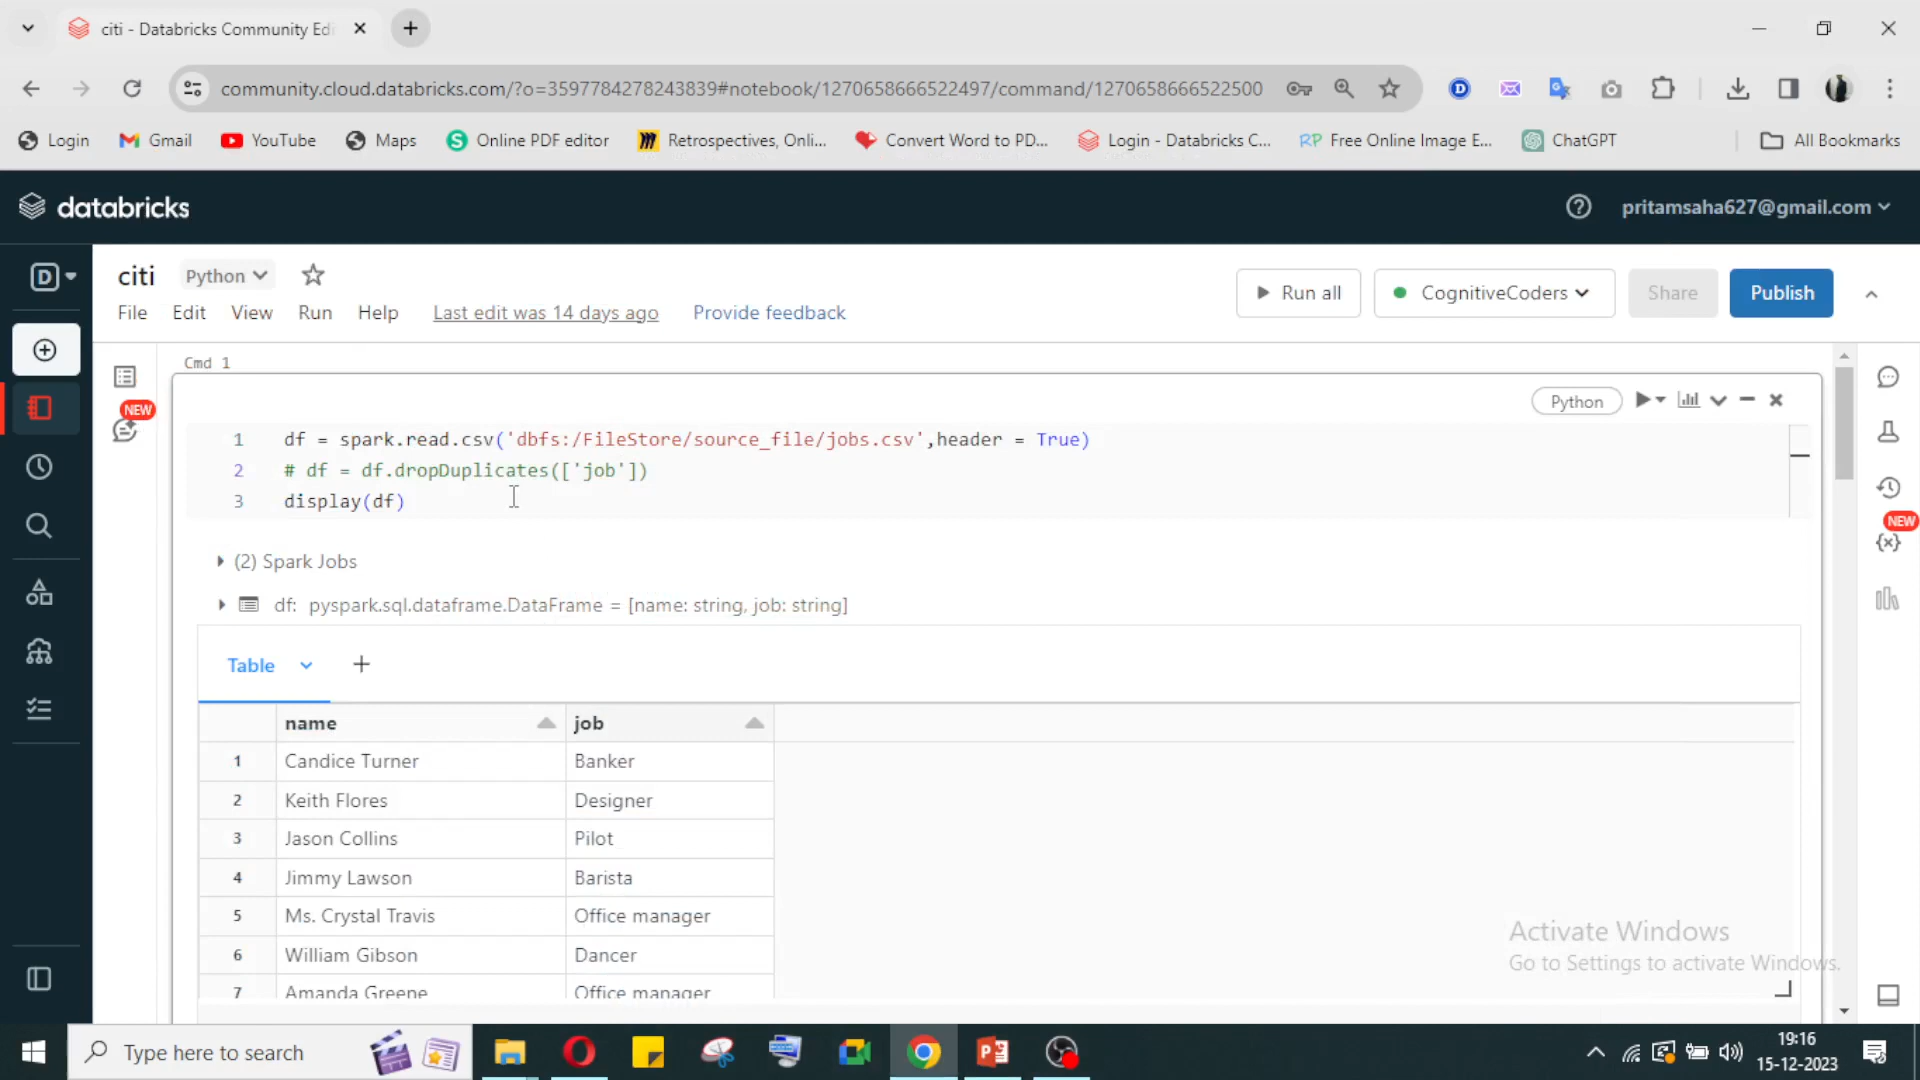 citi - Databricks Community Edi
community.cloud.databricks.com/?o=3597784278243839#notebook/1270658666522497/command/1270658666522500
Login
Gmail
YouTube
Maps
Online PDF editor
Retrospectives, Onli...
Convert Word to PD...
Login - Databricks C...
RP Free Online Image E...
ChatGPT
All Bookmarks
databricks
pritamsaha627@gmail.com
D
citi
Python
File Edit View Run Help Last edit was 14 days ago Provide feedback
Run all
CognitiveCoders
Share
Publish
NEW
Cmd 1
Python
1 df = spark.read.csv('dbfs:/FileStore/source_file/jobs.csv',header = True)
2 # df = df.dropDuplicates(['job'])
3 display(df)
NEW
(2) Spark Jobs
df: pyspark.sql.dataframe.DataFrame = [name: string, job: string]
Table +
name job
1 Candice Turner Banker
2 Keith Flores Designer
3 Jason Collins Pilot
4 Jimmy Lawson Barista
5 Ms. Crystal Travis Office manager
6 William Gibson Dancer
7 Amanda Greene Office manager
Activate Windows
Go to Settings to activate Windows.
Type here to search
19:16
15-12-2023